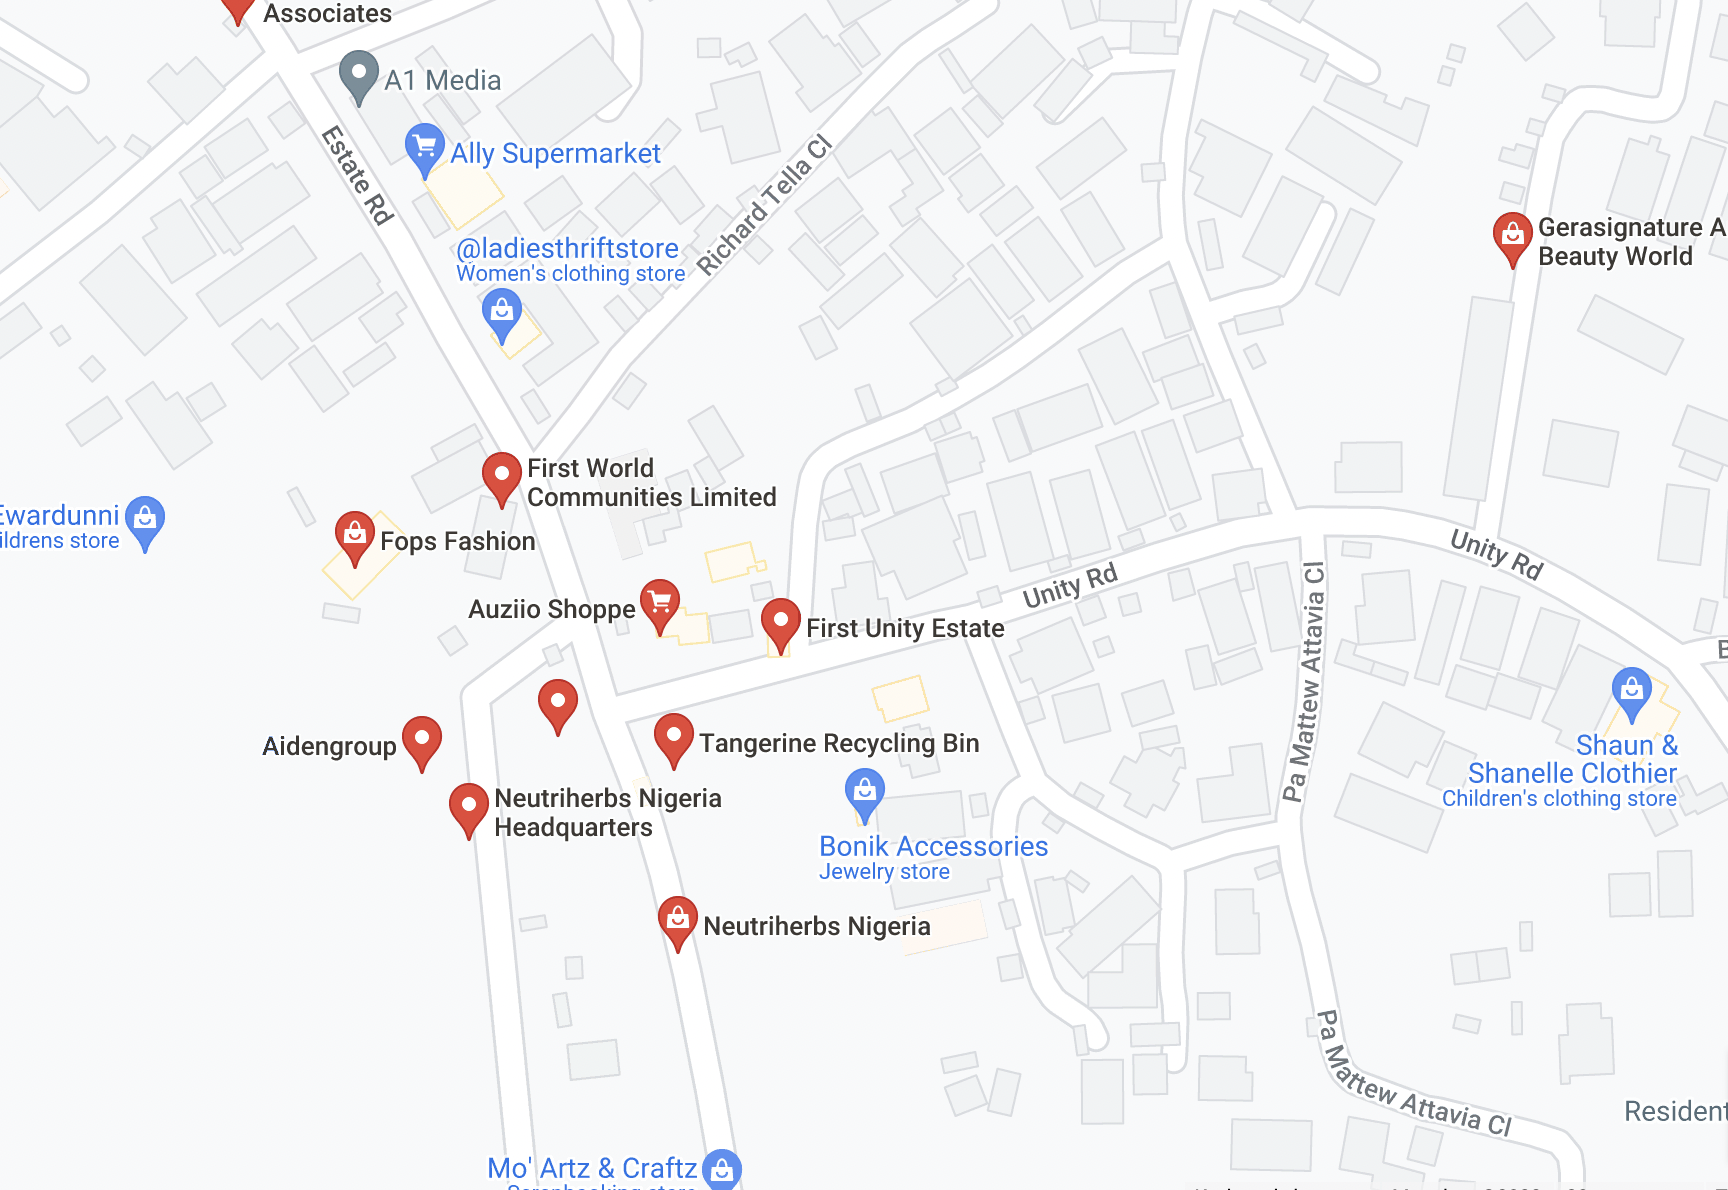 Associates
A1 Media
Estate Rd
Ally Supermarket
Richard Tella Cl
@ladiesthriftstore
Women's clothing store
Gerasignature A
Beauty World
First World
Communities Limited
Ewardunni
ildrens store
Fops Fashion
Unity Rd
Unity Rd
Auziio Shoppe
First Unity Estate
Pa Mattew Attavia Cl
Aidengroup
Tangerine Recycling Bin
Shaun &
Shanelle Clothier
Children's clothing store
Neutriherbs Nigeria
Headquarters
Bonik Accessories
Jewelry store
Neutriherbs Nigeria
Pa Mattew Attavia Cl
Resident
Mo' Artz & Craftz